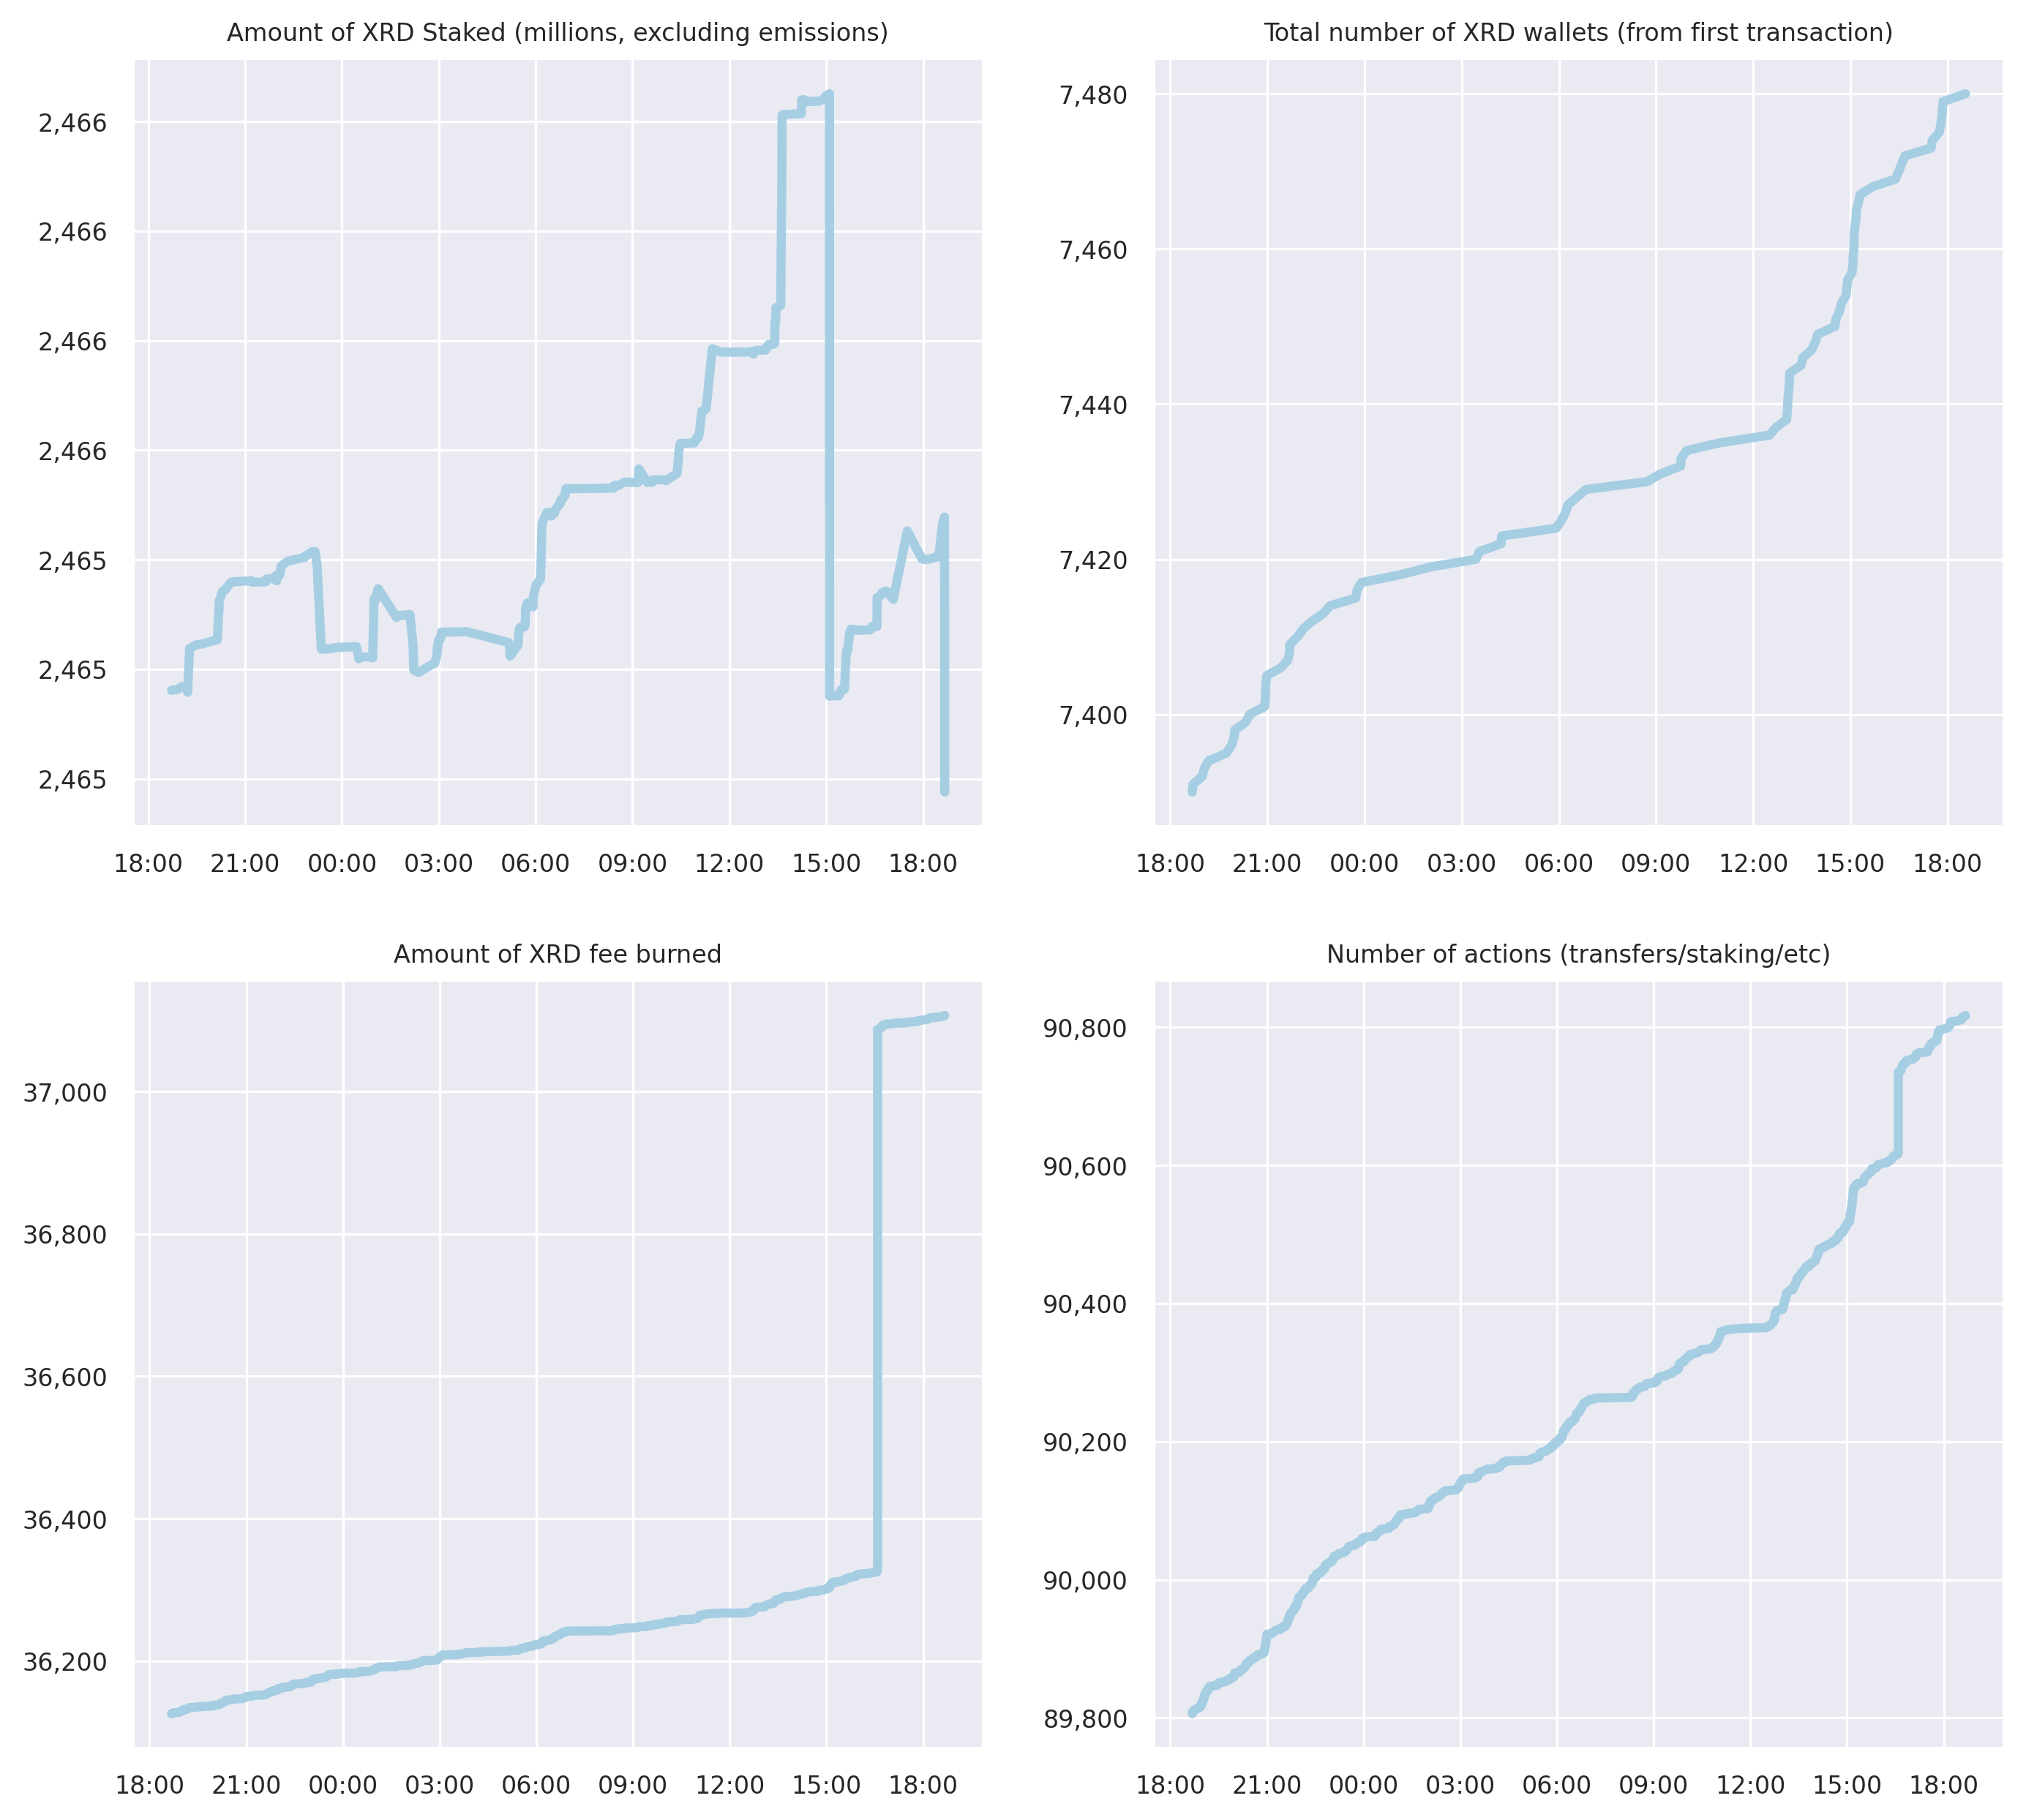 Amount of XRD Staked (millions, excluding emissions)
2,466
2,466
2,466
2,466
2,465
2,465
2,465
18:00 21:00 00:00 03:00 06:00 09:00 12:00 15:00 18:00
Total number of XRD wallets (from first transaction)
7,480
7,460
7,440
7,420
7,400
18:00 21:00 00:00 03:00 06:00 09:00 12:00 15:00 18:00
Amount of XRD fee burned
37,000
36,800
36,600
36,400
36,200
18:00 21:00 00:00 03:00 06:00 09:00 12:00 15:00 18:00
Number of actions (transfers/staking/etc)
90,800
90,600
90,400
90,200
90,000
89,800
18:00 21:00 00:00 03:00 06:00 09:00 12:00 15:00 18:00